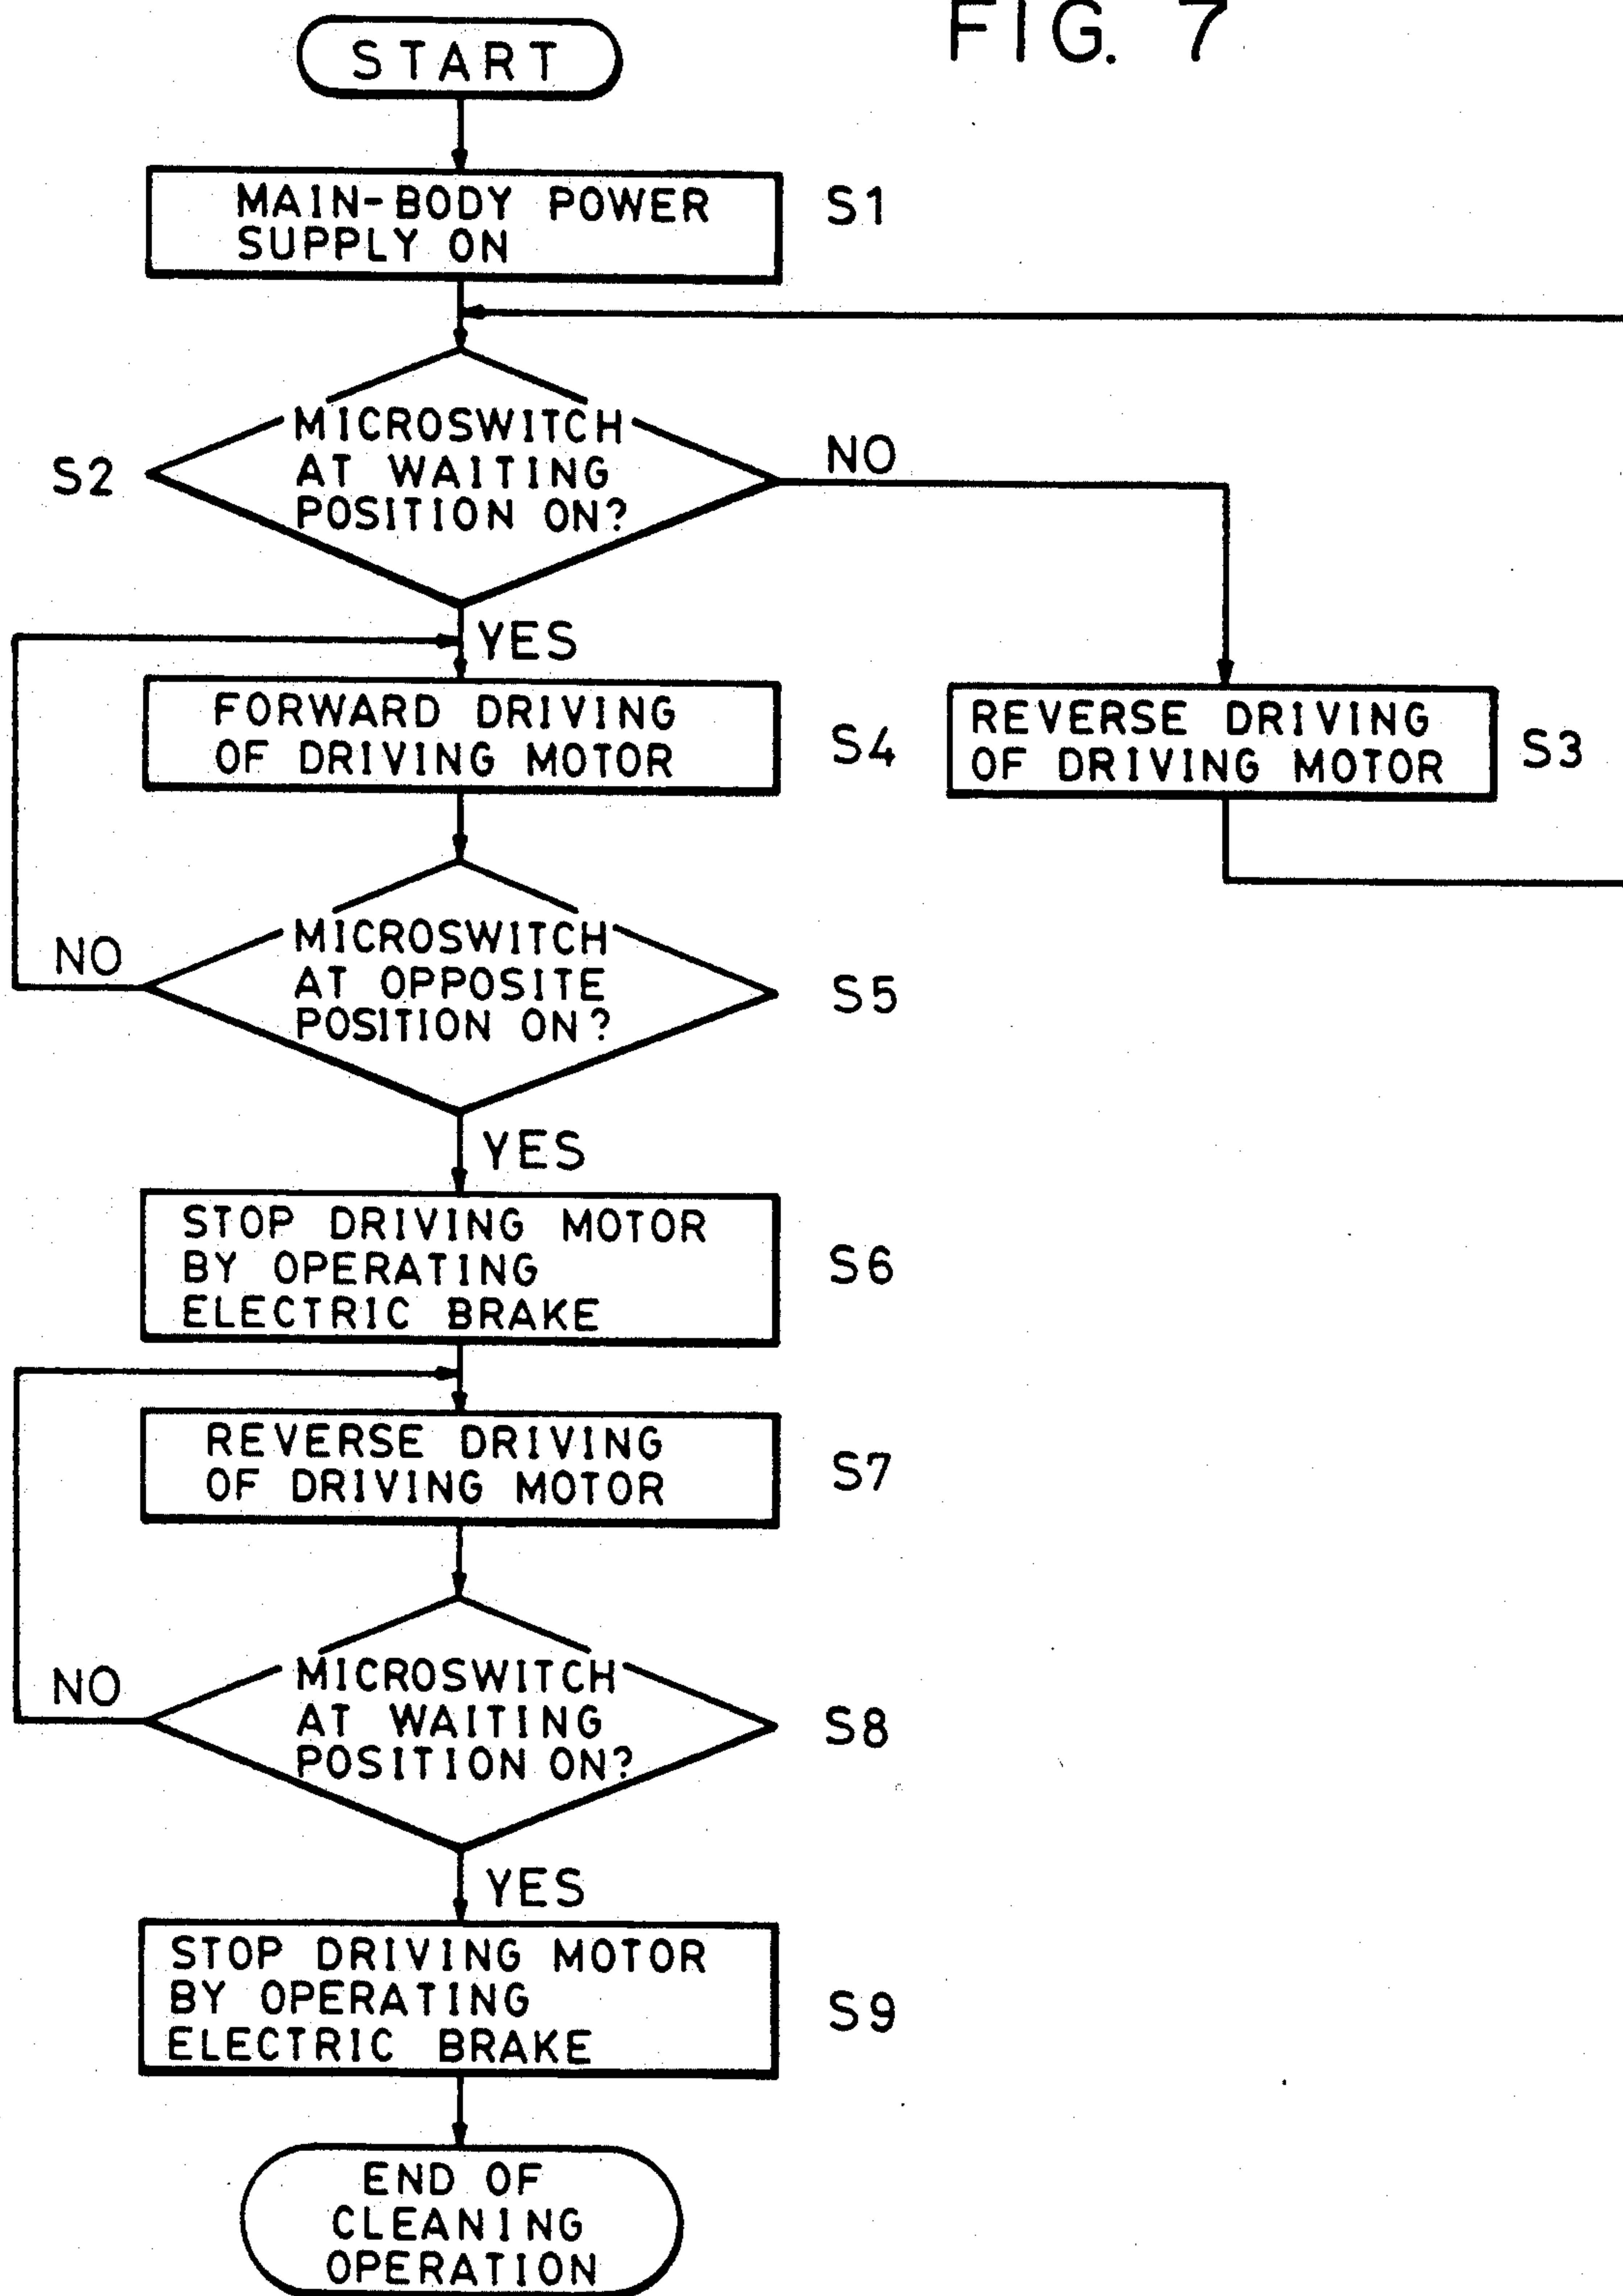 FIG. 7
START
MAIN-BODY POWER
SUPPLY ON
S1
MICROSWITCH
AT WAITING
POSITION ON?
S2
NO
YES
FORWARD DRIVING
OF DRIVING MOTOR
S4
REVERSE DRIVING
OF DRIVING MOTOR
S3
MICROSWITCH
AT OPPOSITE
POSITION ON?
NO
S5
YES
STOP DRIVING MOTOR
BY OPERATING
ELECTRIC BRAKE
S6
REVERSE DRIVING
OF DRIVING MOTOR
S7
MICROSWITCH
AT WAITING
POSITION ON?
NO
S8
YES
STOP DRIVING MOTOR
BY OPERATING
ELECTRIC BRAKE
S9
END OF
CLEANING
OPERATION